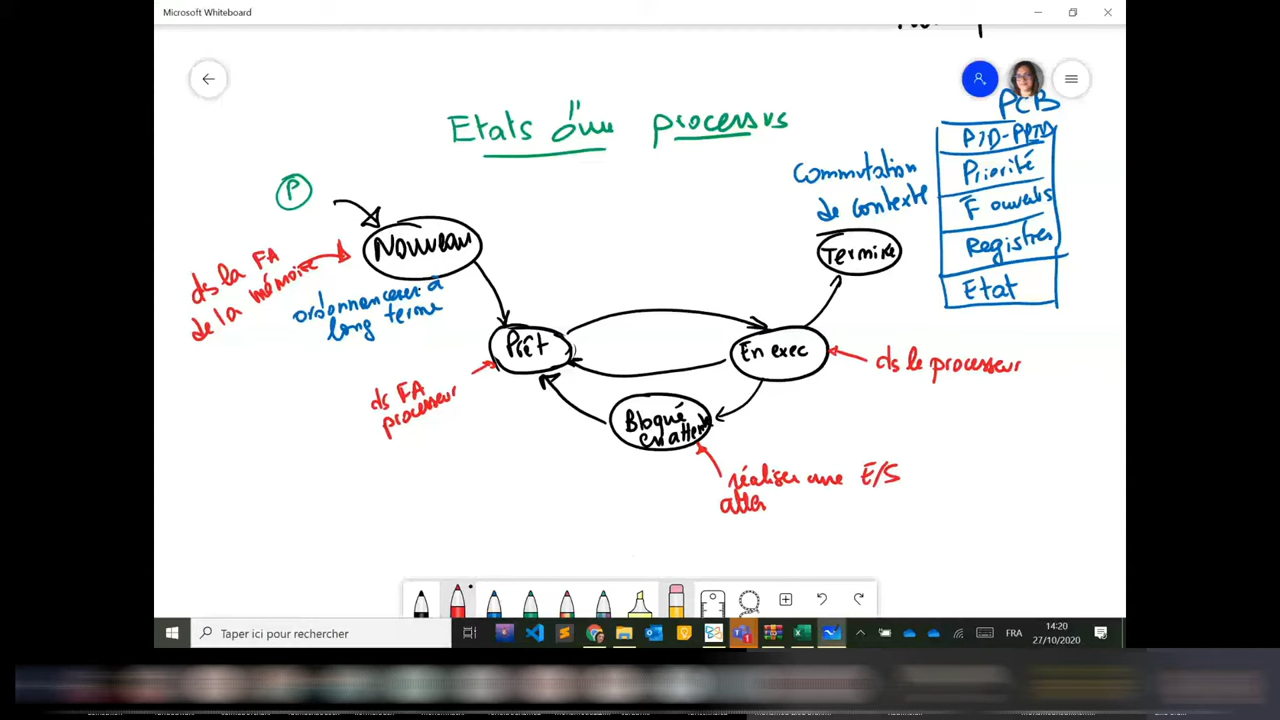 Microsoft Whiteboard
PCB
Etats d'un processus
PID-PPID
Priorité
F ouverts
Registres
Etat
Commutation
de contexte
P
Nouveau
Terminé
ds la FA
de la mémoire
ordonnanceur à
long terme
Prêt
En exec
ds le processeur
ds FA
processeur
Bloqué
en attente
réaliser une E/S
atten
Taper ici pour rechercher
FRA
14:20
27/10/2020